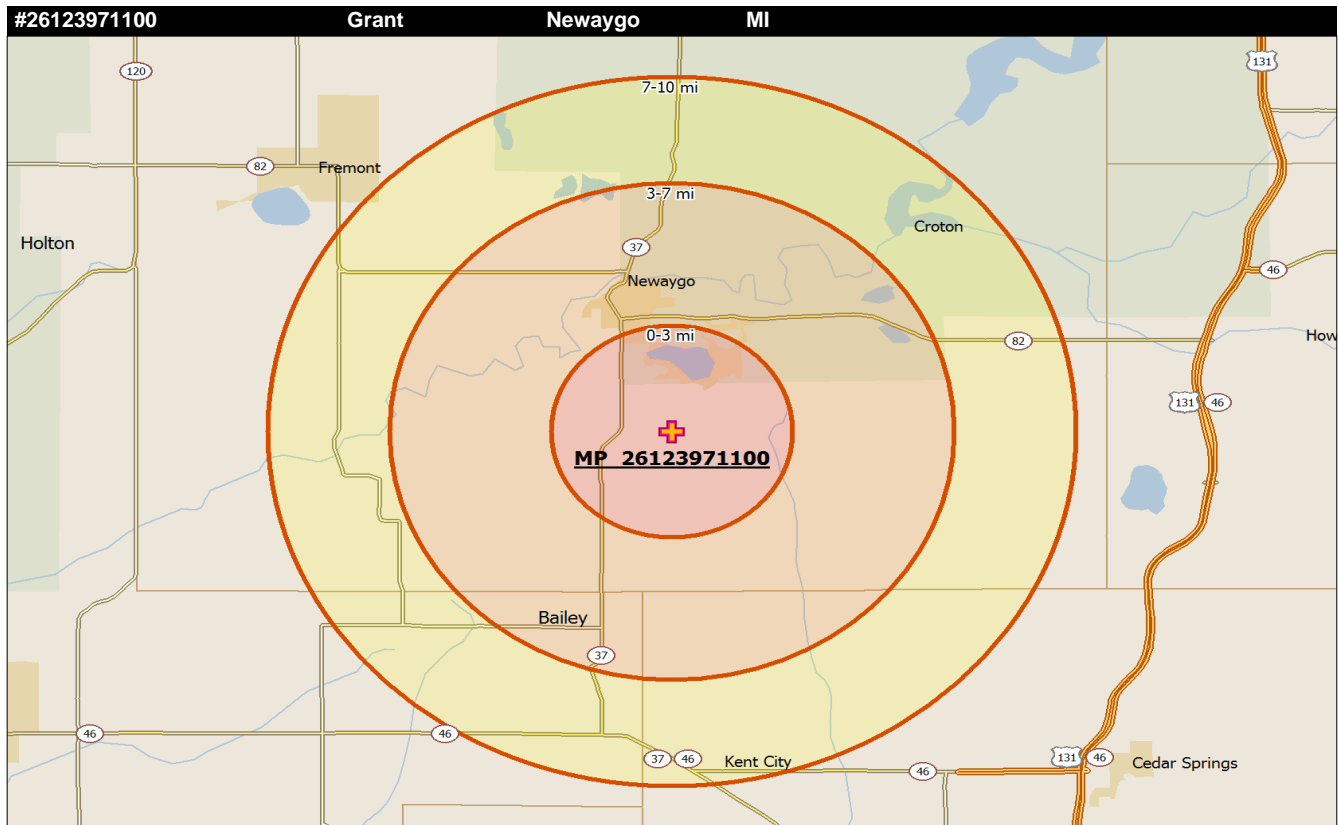 #26123971100 Grant Newaygo MI
131
120
7-10 mi
82
Fremont
3-7 mi
Croton
Holton
37
46
Newaygo
0-3 mi
82
How
131 46
MP 26123971100
Bailey
37
46
46
37 46
Kent City
46
131 46
Cedar Springs